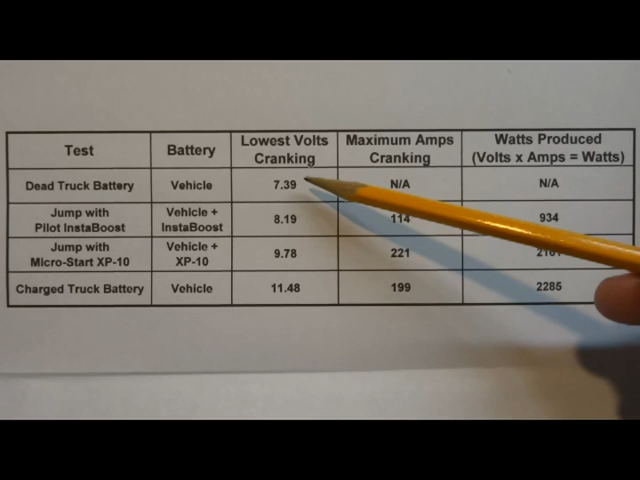 Test
Battery
Lowest Volts
Cranking
Maximum Amps
Cranking
Watts Produced
(Volts x Amps = Watts)
Dead Truck Battery
Vehicle
7.39
N/A
N/A
Jump with
Pilot InstaBoost
Vehicle +
InstaBoost
8.19
114
934
Jump with
Micro-Start XP-10
Vehicle +
XP-10
9.78
221
Charged Truck Battery
Vehicle
11.48
199
2285